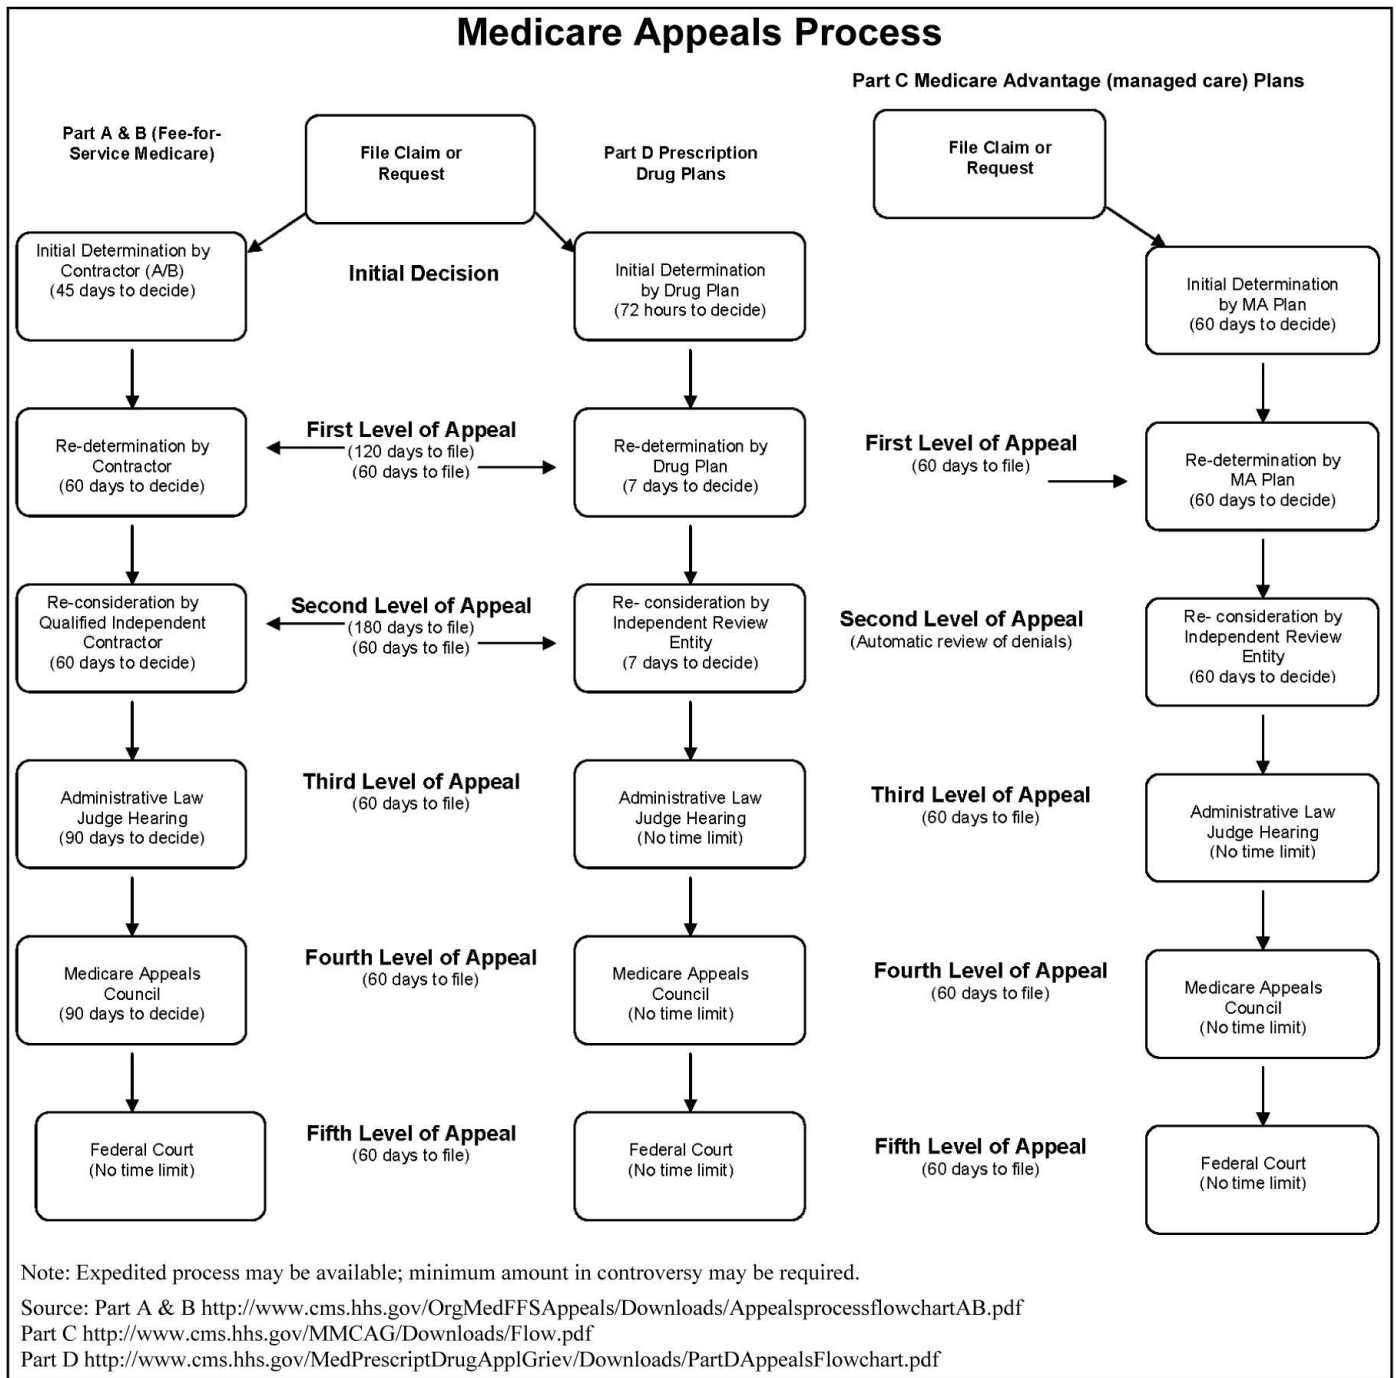 Medicare Appeals Process
Part A & B (Fee-for-
Service Medicare)
File Claim or
Request
Part D Prescription
Drug Plans
Initial Determination by
Contractor (A/B)
(45 days to decide)
Initial Decision
Initial Determination
by Drug Plan
(72 hours to decide)
Re-determination by
Contractor
(60 days to decide)
First Level of Appeal
(120 days to file)
(60 days to file)
Re-determination by
Drug Plan
(7 days to decide)
Re-consideration by
Qualified Independent
Contractor
(60 days to decide)
Second Level of Appeal
(180 days to file)
(60 days to file)
Re- consideration by
Independent Review
Entity
(7 days to decide)
Administrative Law
Judge Hearing
(90 days to decide)
Third Level of Appeal
(60 days to file)
Administrative Law
Judge Hearing
(No time limit)
Medicare Appeals
Council
(90 days to decide)
Fourth Level of Appeal
(60 days to file)
Medicare Appeals
Council
(No time limit)
Federal Court
(No time limit)
Fifth Level of Appeal
(60 days to file)
Federal Court
(No time limit)
Part C Medicare Advantage (managed care) Plans
File Claim or
Request
Initial Determination
by MA Plan
(60 days to decide)
First Level of Appeal
(60 days to file)
Re-determination by
MA Plan
(60 days to decide)
Second Level of Appeal
(Automatic review of denials)
Re- consideration by
Independent Review
Entity
(60 days to decide)
Third Level of Appeal
(60 days to file)
Administrative Law
Judge Hearing
(No time limit)
Fourth Level of Appeal
(60 days to file)
Medicare Appeals
Council
(No time limit)
Fifth Level of Appeal
(60 days to file)
Federal Court
(No time limit)
Note: Expedited process may be available; minimum amount in controversy may be required.
Source: Part A & B http://www.cms.hhs.gov/OrgMedFFSAppeals/Downloads/AppealsprocessflowchartAB.pdf
Part C http://www.cms.hhs.gov/MMCAG/Downloads/Flow.pdf
Part D http://www.cms.hhs.gov/MedPrescriptDrugApplGriev/Downloads/PartDAppealsFlowchart.pdf